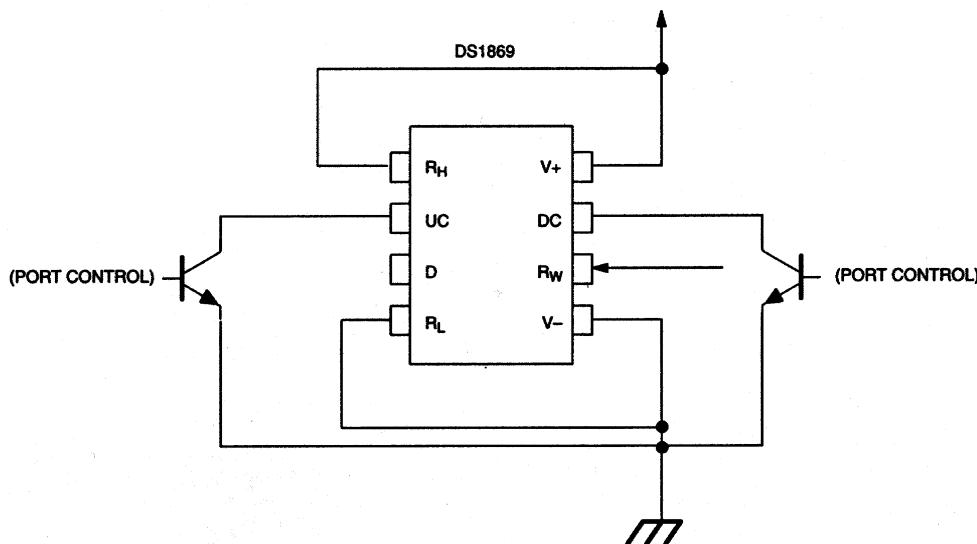 DS1869
RH V+
UC DC
(PORT CONTROL) D RW (PORT CONTROL)
RL V–